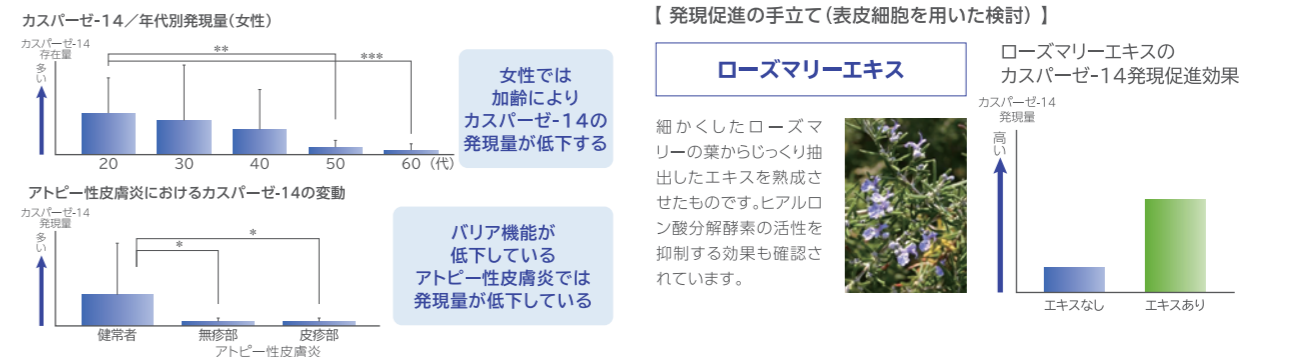 カスパーゼ-14／年代別発現量（女性）
カスパーゼ-14
存在量
多い
**
***
20 30 40 50 60（代）
女性では
加齢により
カスパーゼ-14の
発現量が低下する
アトピー性皮膚炎におけるカスパーゼ-14の変動
カスパーゼ-14
発現量
多い
*
*
健常者 無疹部 皮疹部
アトピー性皮膚炎
バリア機能が
低下している
アトピー性皮膚炎では
発現量が低下している
【 発現促進の手立て（表皮細胞を用いた検討） 】
ローズマリーエキス
細かくしたローズマ
リーの葉からじっくり抽
出したエキスを熟成さ
せたものです。ヒアルロ
ン酸分解酵素の活性を
抑制する効果も確認さ
れています。
ローズマリーエキスの
カスパーゼ-14発現促進効果
カスパーゼ-14
発現量
高い
エキスなし エキスあり